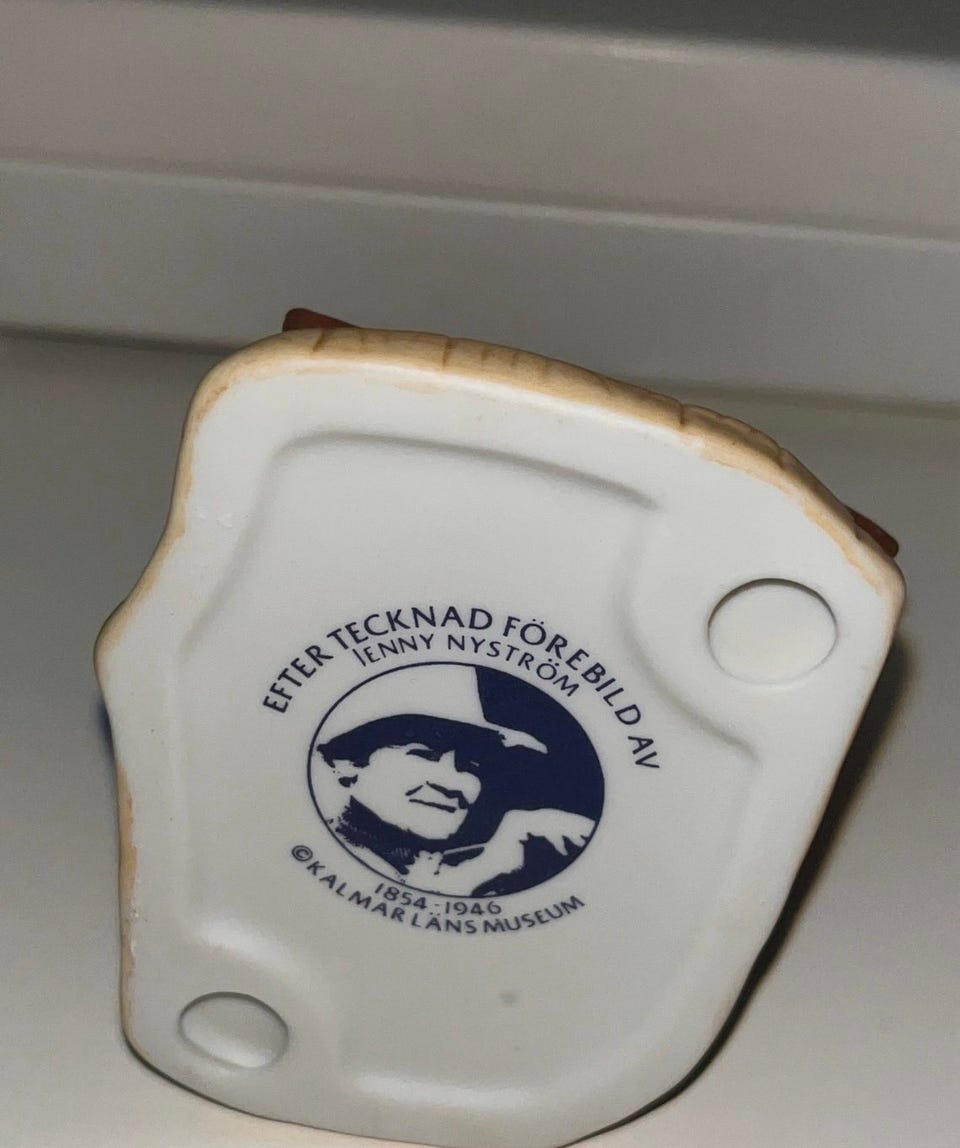 EFTER TECKNAD FÖREBILD AV
JENNY NYSTRÖM
1854-1946
© KALMAR LÄNS MUSEUM